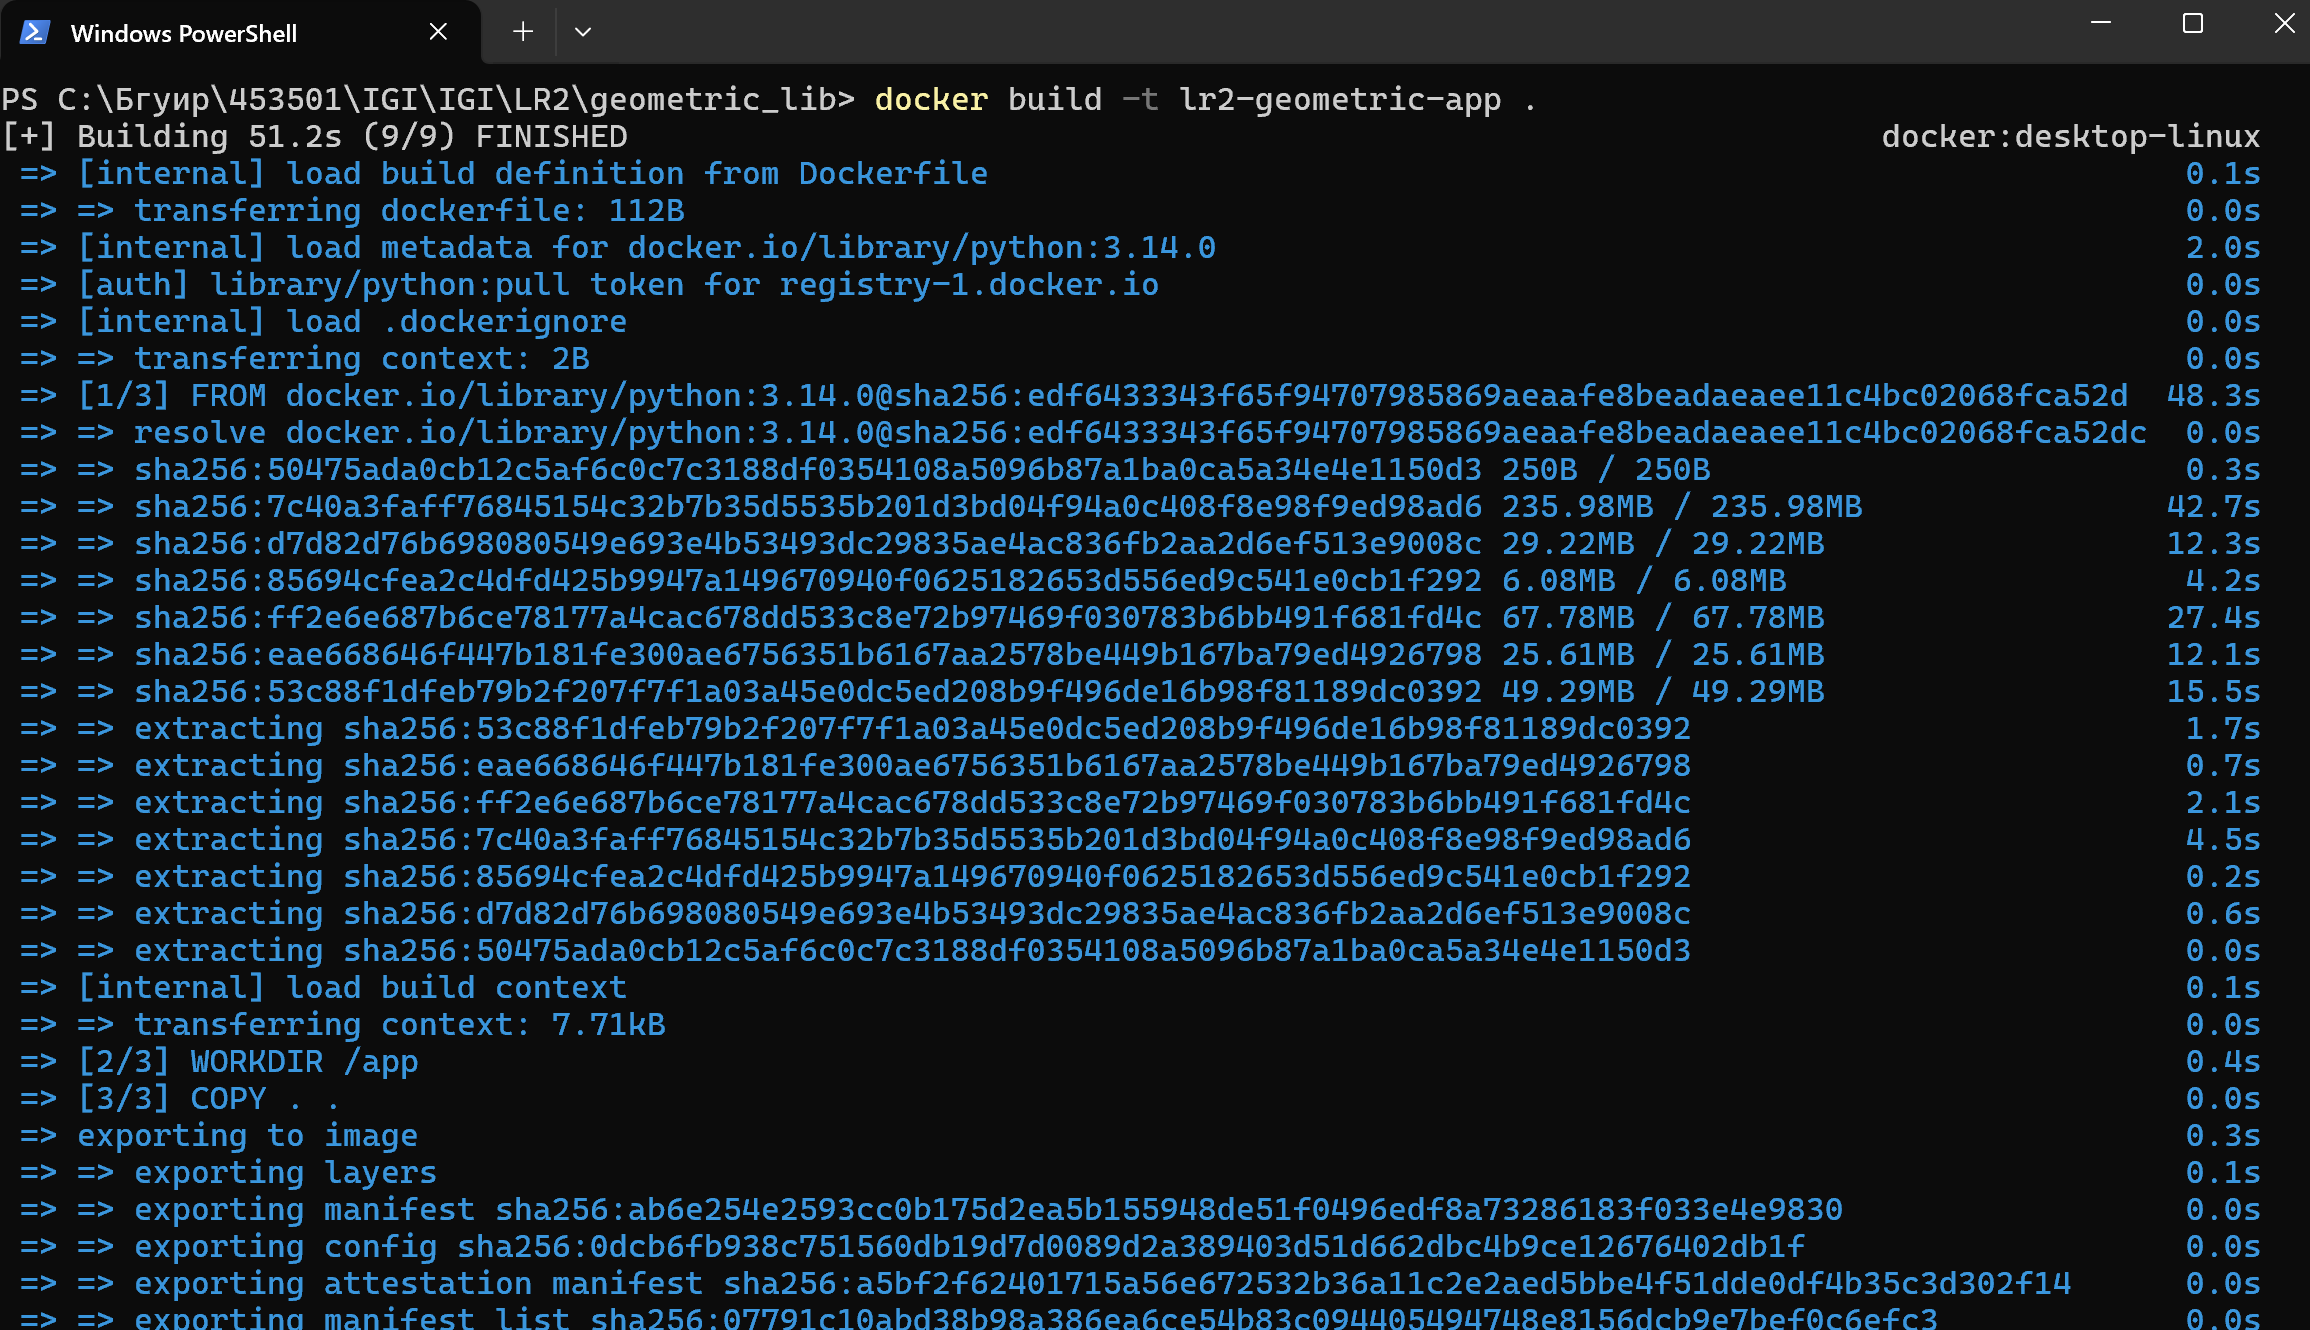 Windows PowerShell
PS C:\Бгуир\453501\IGI\IGI\LR2\geometric_lib> docker build -t lr2-geometric-app .
[+] Building 51.2s (9/9) FINISHED docker:desktop-linux
=> [internal] load build definition from Dockerfile 0.1s
=> => transferring dockerfile: 112B 0.0s
=> [internal] load metadata for docker.io/library/python:3.14.0 2.0s
=> [auth] library/python:pull token for registry-1.docker.io 0.0s
=> [internal] load .dockerignore 0.0s
=> => transferring context: 2B 0.0s
=> [1/3] FROM docker.io/library/python:3.14.0@sha256:edf6433343f65f94707985869aeaafe8beadaeaee11c4bc02068fca52d 48.3s
=> => resolve docker.io/library/python:3.14.0@sha256:edf6433343f65f94707985869aeaafe8beadaeaee11c4bc02068fca52dc 0.0s
=> => sha256:50475ada0cb12c5af6c0c7c3188df0354108a5096b87a1ba0ca5a34e4e1150d3 250B / 250B 0.3s
=> => sha256:7c40a3faff76845154c32b7b35d5535b201d3bd04f94a0c408f8e98f9ed98ad6 235.98MB / 235.98MB 42.7s
=> => sha256:d7d82d76b698080549e693e4b53493dc29835ae4ac836fb2aa2d6ef513e9008c 29.22MB / 29.22MB 12.3s
=> => sha256:85694cfea2c4dfd425b9947a149670940f0625182653d556ed9c541e0cb1f292 6.08MB / 6.08MB 4.2s
=> => sha256:ff2e6e687b6ce78177a4cac678dd533c8e72b97469f030783b6bb491f681fd4c 67.78MB / 67.78MB 27.4s
=> => sha256:eae668646f447b181fe300ae6756351b6167aa2578be449b167ba79ed4926798 25.61MB / 25.61MB 12.1s
=> => sha256:53c88f1dfeb79b2f207f7f1a03a45e0dc5ed208b9f496de16b98f81189dc0392 49.29MB / 49.29MB 15.5s
=> => extracting sha256:53c88f1dfeb79b2f207f7f1a03a45e0dc5ed208b9f496de16b98f81189dc0392 1.7s
=> => extracting sha256:eae668646f447b181fe300ae6756351b6167aa2578be449b167ba79ed4926798 0.7s
=> => extracting sha256:ff2e6e687b6ce78177a4cac678dd533c8e72b97469f030783b6bb491f681fd4c 2.1s
=> => extracting sha256:7c40a3faff76845154c32b7b35d5535b201d3bd04f94a0c408f8e98f9ed98ad6 4.5s
=> => extracting sha256:85694cfea2c4dfd425b9947a149670940f0625182653d556ed9c541e0cb1f292 0.2s
=> => extracting sha256:d7d82d76b698080549e693e4b53493dc29835ae4ac836fb2aa2d6ef513e9008c 0.6s
=> => extracting sha256:50475ada0cb12c5af6c0c7c3188df0354108a5096b87a1ba0ca5a34e4e1150d3 0.0s
=> [internal] load build context 0.1s
=> => transferring context: 7.71kB 0.0s
=> [2/3] WORKDIR /app 0.4s
=> [3/3] COPY . . 0.0s
=> exporting to image 0.3s
=> => exporting layers 0.1s
=> => exporting manifest sha256:ab6e254e2593cc0b175d2ea5b155948de51f0496edf8a73286183f033e4e9830 0.0s
=> => exporting config sha256:0dcb6fb938c751560db19d7d0089d2a389403d51d662dbc4b9ce12676402db1f 0.0s
=> => exporting attestation manifest sha256:a5bf2f62401715a56e672532b36a11c2e2aed5bbe4f51dde0df4b35c3d302f14 0.0s
=> => exporting manifest list sha256:07791c10abd38b98a386ea6ce54b83c094405494748e8156dcb9e7bef0c6efc3 0.0s